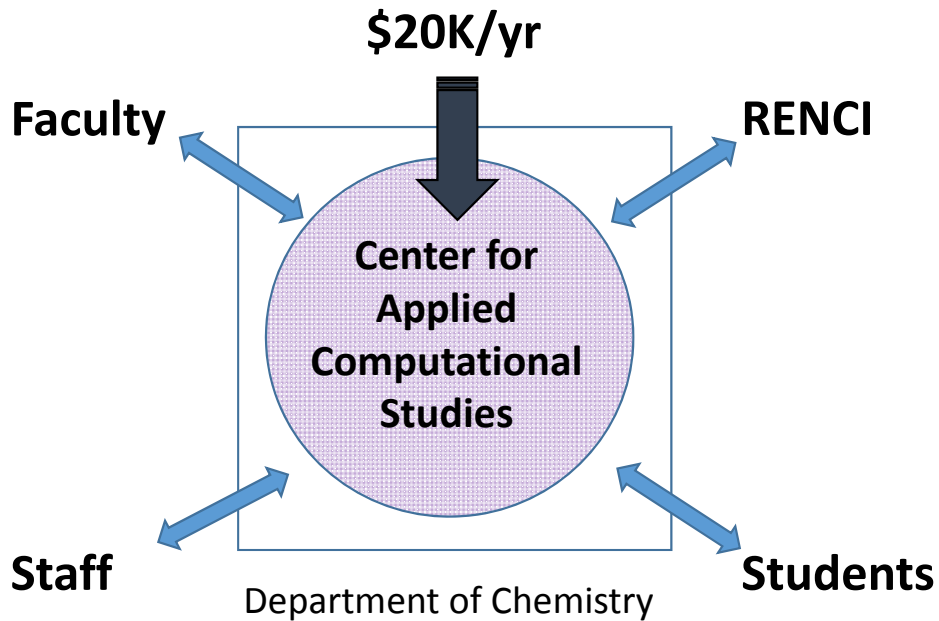 $20K/yr
Faculty
RENCI
Center for
Applied
Computational
Studies
Staff
Students
Department of Chemistry